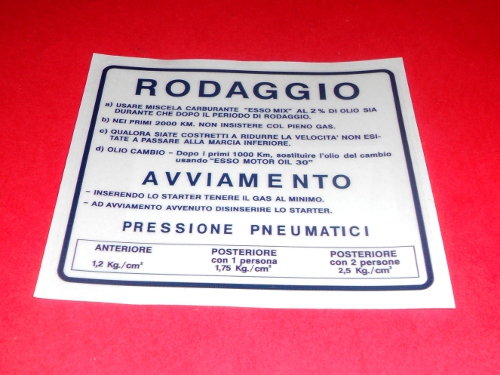 RODAGGIO
a) USARE MISCELA CARBURANTE "ESSO MIX" AL 2% DI OLIO SIA
DURANTE CHE DOPO IL PERIODO DI RODAGGIO.
b) NEI PRIMI 2000 KM. NON INSISTERE COL PIENO GAS.
c) QUALORA SIATE COSTRETTI A RIDURRE LA VELOCITA' NON ESI-
TATE A PASSARE ALLA MARCIA INFERIORE.
d) OLIO CAMBIO – Dopo i primi 1000 Km, sostituire l'olio del cambio
usando "ESSO MOTOR OIL 30"
AVVIAMENTO
– INSERENDO LO STARTER TENERE IL GAS AL MINIMO.
– AD AVVIAMENTO AVVENUTO DISINSERIRE LO STARTER.
PRESSIONE PNEUMATICI
ANTERIORE
1,2 Kg./cm²
POSTERIORE
con 1 persona
1,75 Kg./cm²
POSTERIORE
con 2 persone
2,5 Kg./cm²